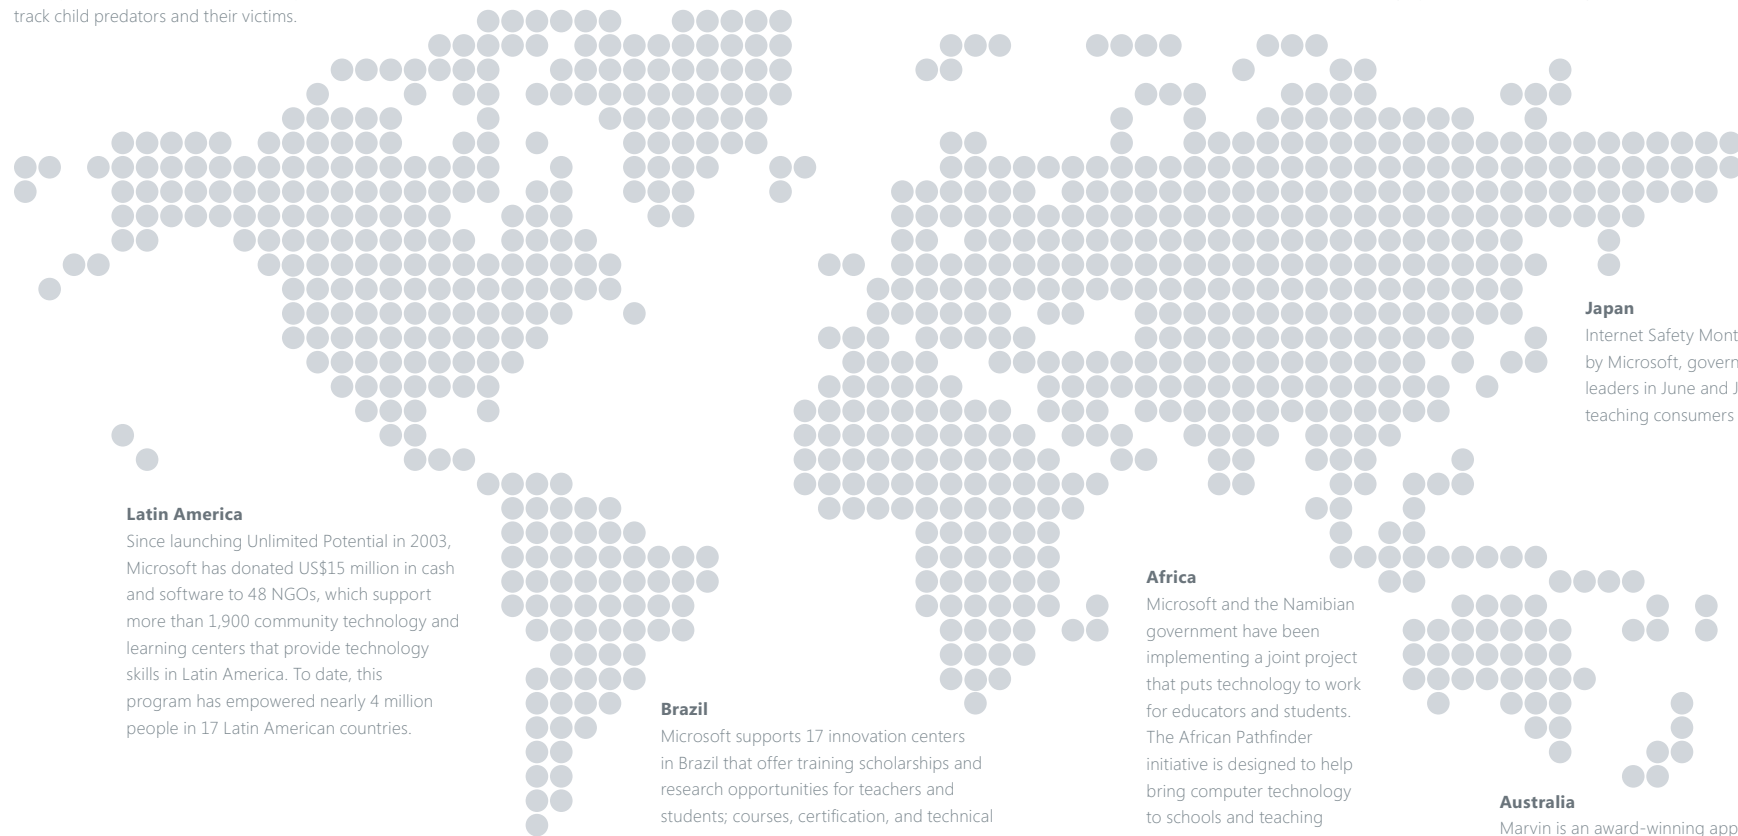 track child predators and their victims.
Japan
Internet Safety Mont
by Microsoft, govern
leaders in June and J
teaching consumers
Latin America
Since launching Unlimited Potential in 2003,
Microsoft has donated US$15 million in cash
and software to 48 NGOs, which support
more than 1,900 community technology and
learning centers that provide technology
skills in Latin America. To date, this
program has empowered nearly 4 million
people in 17 Latin American countries.
Brazil
Microsoft supports 17 innovation centers
in Brazil that offer training scholarships and
research opportunities for teachers and
students; courses, certification, and technical
Africa
Microsoft and the Namibian
government have been
implementing a joint project
that puts technology to work
for educators and students.
The African Pathfinder
initiative is designed to help
bring computer technology
to schools and teaching
Australia
Marvin is an award-winning app